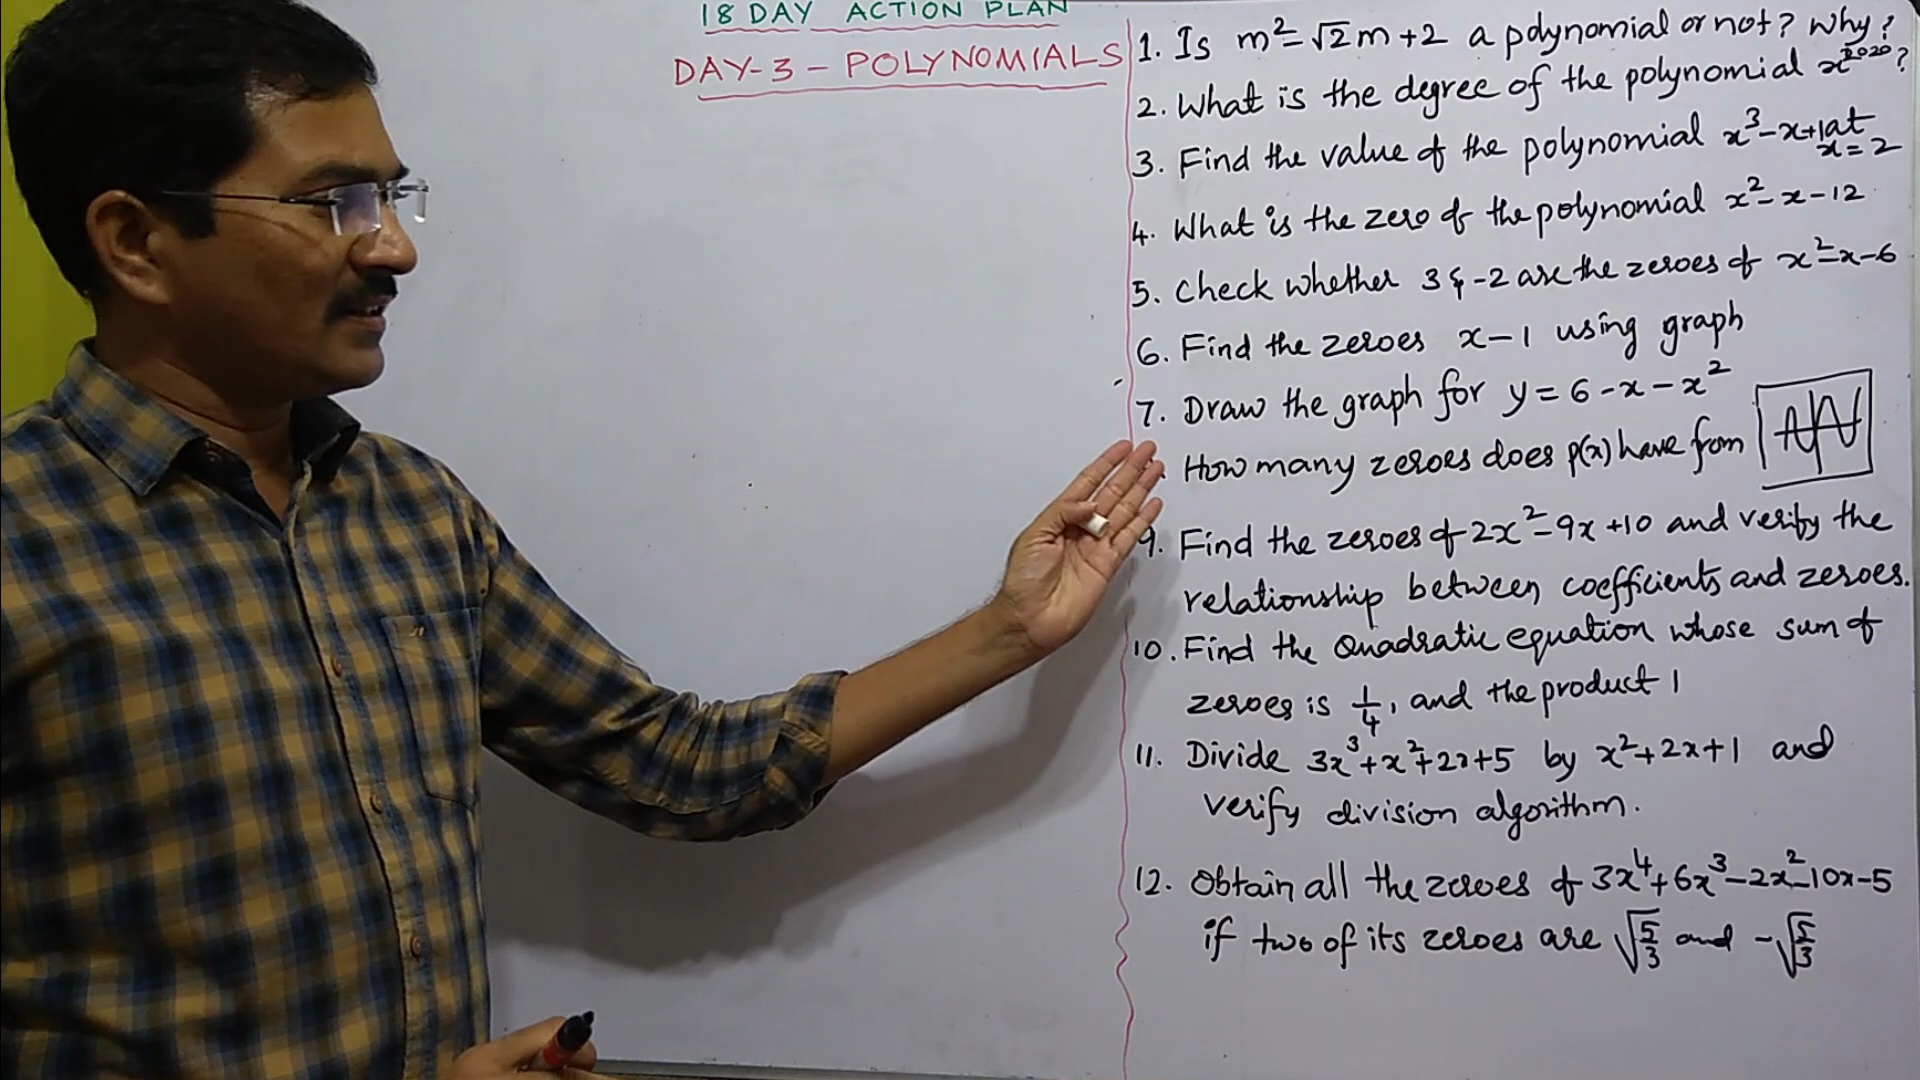 18 DAY ACTION PLAN
DAY-3 - POLYNOMIALS
1. Is m²-√2m+2 a polynomial or not? Why?
2. What is the degree of the polynomial x²⁰²⁰?
3. Find the value of the polynomial x³-x+1 at x=2
4. What is the zero of the polynomial x²-x-12
5. Check whether 3 & -2 are the zeroes of x²-x-6
6. Find the zeroes x-1 using graph
7. Draw the graph for y=6-x-x²
How many zeroes does p(x) have from
9. Find the zeroes of 2x²-9x+10 and verify the
relationship between coefficients and zeroes.
10. Find the Quadratic equation whose sum of
zeroes is 1/4, and the product 1
11. Divide 3x³+x²+2x+5 by x²+2x+1 and
verify division algorithm.
12. Obtain all the zeroes of 3x⁴+6x³-2x²-10x-5
if two of its zeroes are √5/3 and -√5/3